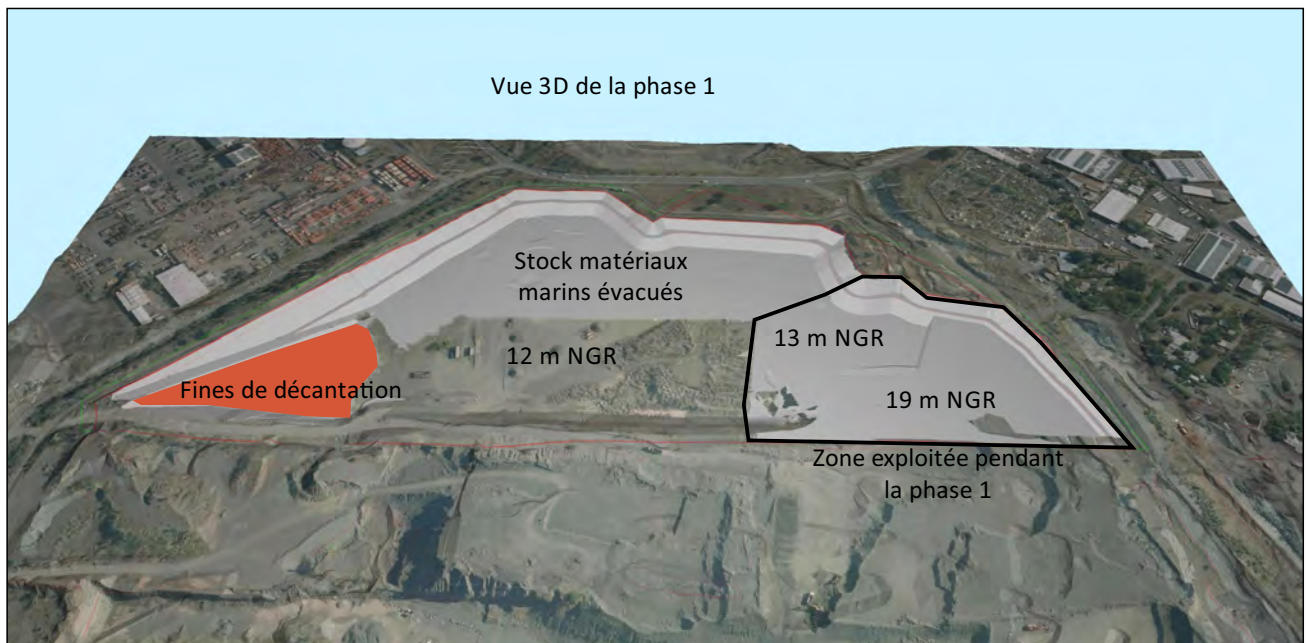 Vue 3D de la phase 1
Stock matériaux
marins évacués
13 m NGR
12 m NGR
Fines de décantation
19 m NGR
Zone exploitée pendant
la phase 1